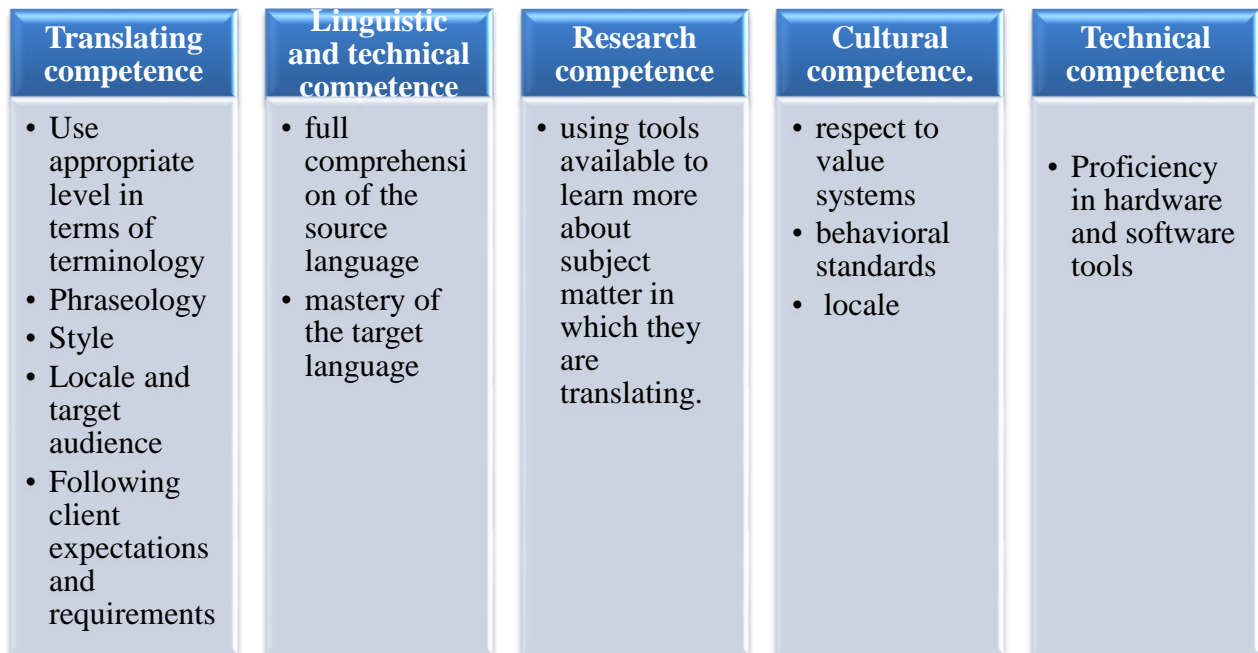 Translating
competence
• Use
appropriate
level in
terms of
terminology
• Phraseology
• Style
• Locale and
target
audience
• Following
client
expectations
and
requirements
Linguistic
and technical
competence
• full
comprehensi
on of the
source
language
• mastery of
the target
language
Research
competence
• using tools
available to
learn more
about
subject
matter in
which they
are
translating.
Cultural
competence.
• respect to
value
systems
• behavioral
standards
• locale
Technical
competence
• Proficiency
in hardware
and software
tools